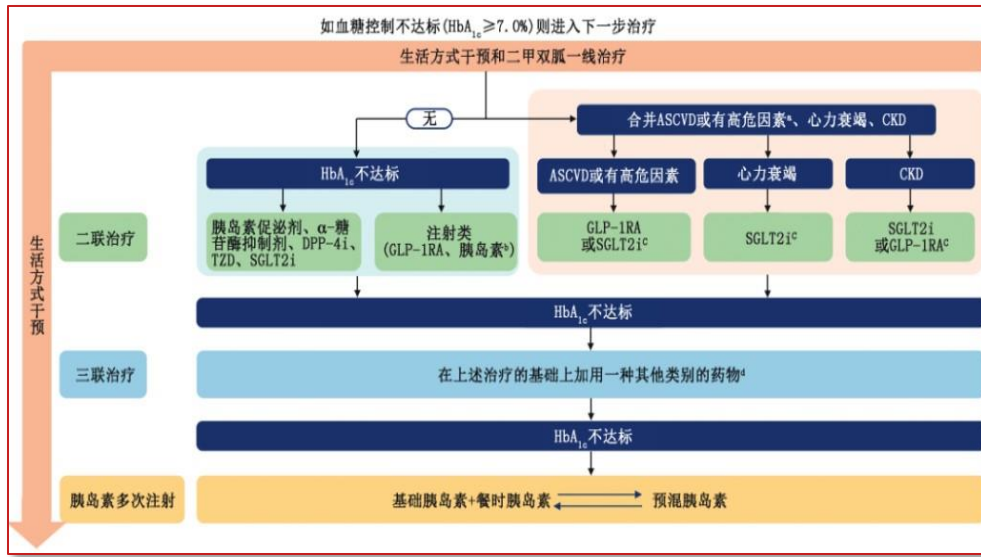 如血糖控制不达标(HbA1c≥7.0%)则进入下一步治疗
生活方式干预和二甲双胍一线治疗
无
合并ASCVD或有高危因素a、心力衰竭、CKD
HbA1c不达标
ASCVD或有高危因素
心力衰竭
CKD
生活方式干预
二联治疗
胰岛素促泌剂、α-糖
苷酶抑制剂、DPP-4i、
TZD、SGLT2i
注射类
(GLP-1RA、胰岛素b)
GLP-1RA
或SGLT2ic
SGLT2ic
SGLT2i
或GLP-1RAc
HbA1c不达标
三联治疗
在上述治疗的基础上加用一种其他类别的药物d
HbA1c不达标
胰岛素多次注射
基础胰岛素+餐时胰岛素
预混胰岛素